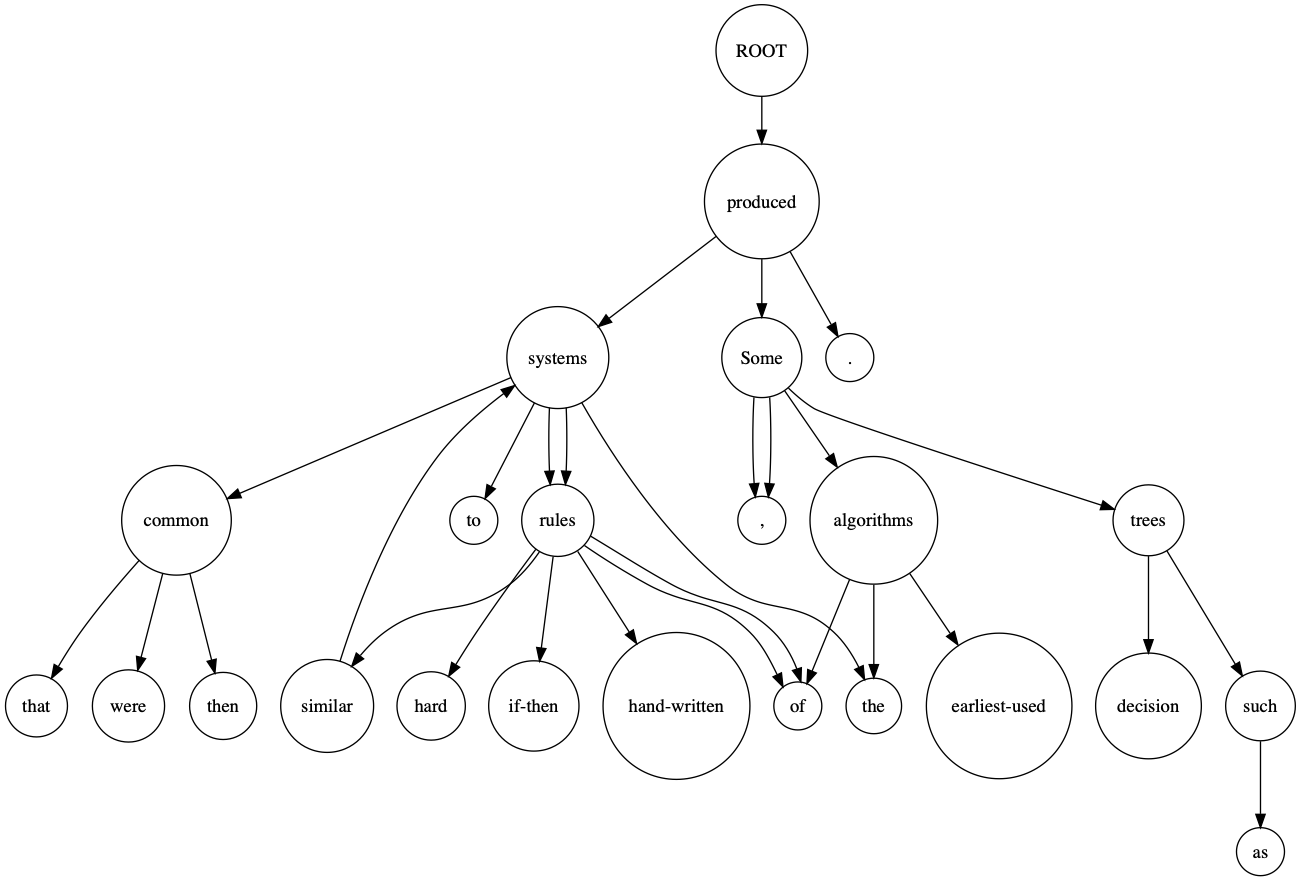 ROOT
produced
systems
Some
.
common
to
rules
,
algorithms
trees
that
were
then
similar
hard
if-then
hand-written
of
the
earliest-used
decision
such
as